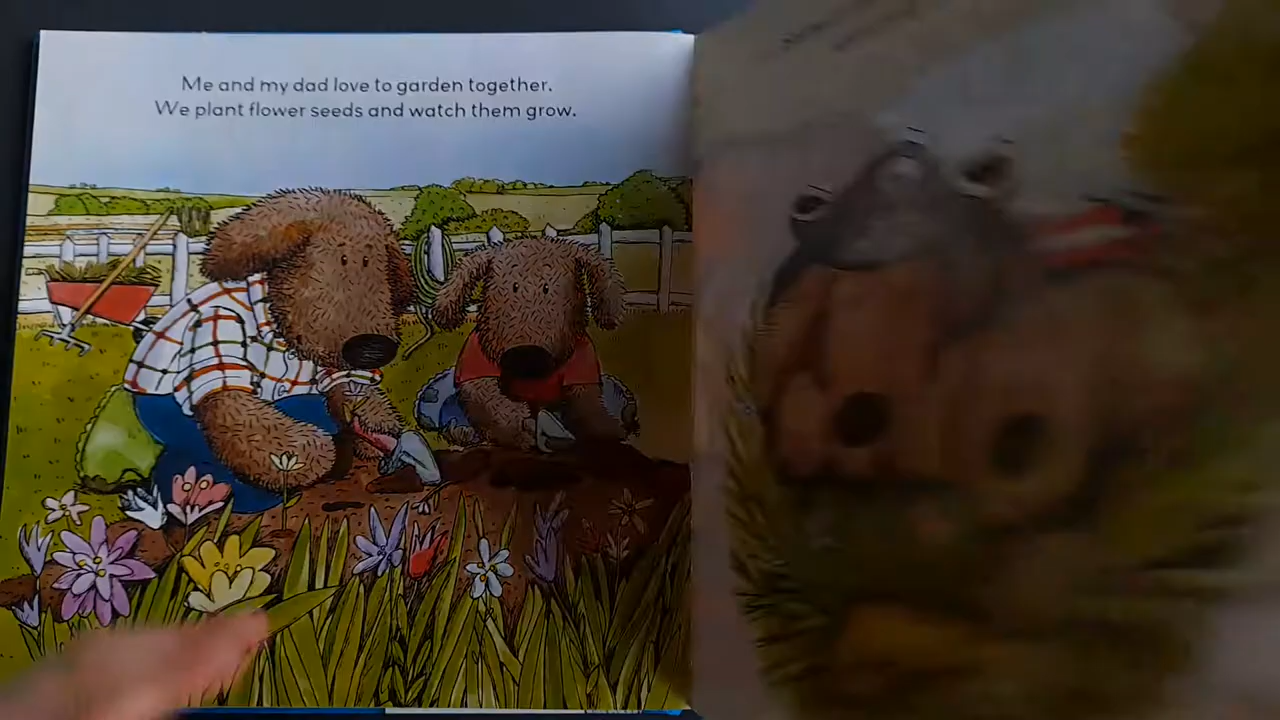 Me and my dad love to garden together.
We plant flower seeds and watch them grow.